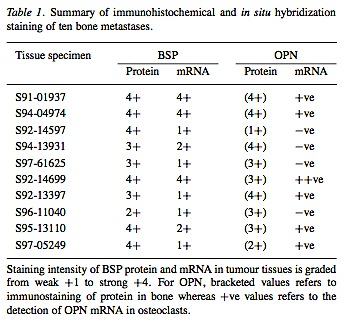 Table 1. Summary of immunohistochemical and in situ hybridization
staining of ten bone metastases.
Tissue specimen BSP OPN
Protein mRNA Protein mRNA
S91-01937 4+ 4+ (4+) +ve
S94-04974 4+ 4+ (4+) +ve
S92-14597 4+ 1+ (1+) −ve
S94-13931 3+ 2+ (4+) −ve
S97-61625 3+ 1+ (3+) −ve
S92-14699 4+ 4+ (3+) ++ve
S92-13397 3+ 1+ (4+) +ve
S96-11040 2+ 1+ (3+) −ve
S95-13110 4+ 2+ (3+) +ve
S97-05249 4+ 1+ (2+) +ve
Staining intensity of BSP protein and mRNA in tumour tissues is graded
from weak +1 to strong +4. For OPN, bracketed values refers to
immunostaining of protein in bone whereas +ve values refers to the
detection of OPN mRNA in osteoclasts.